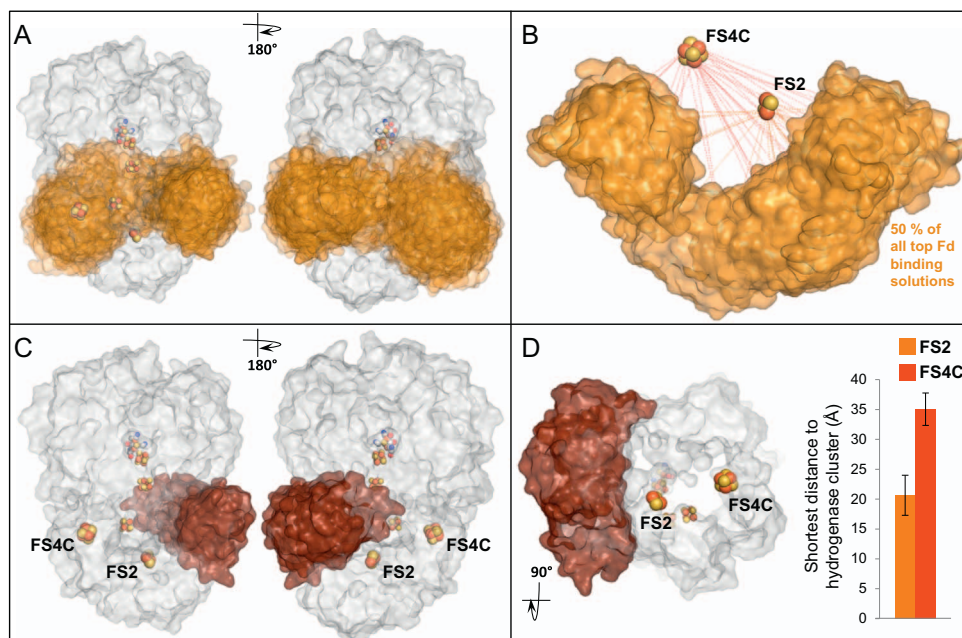 A
180°
B
FS4C
FS2
50 % of
all top Fd
binding
solutions
C
180°
FS4C
FS2
FS4C
FS2
D
FS2
FS4C
90°
FS2
FS4C
Shortest distance to
hydrogenase cluster (Å)
40
35
30
25
20
15
10
5
0